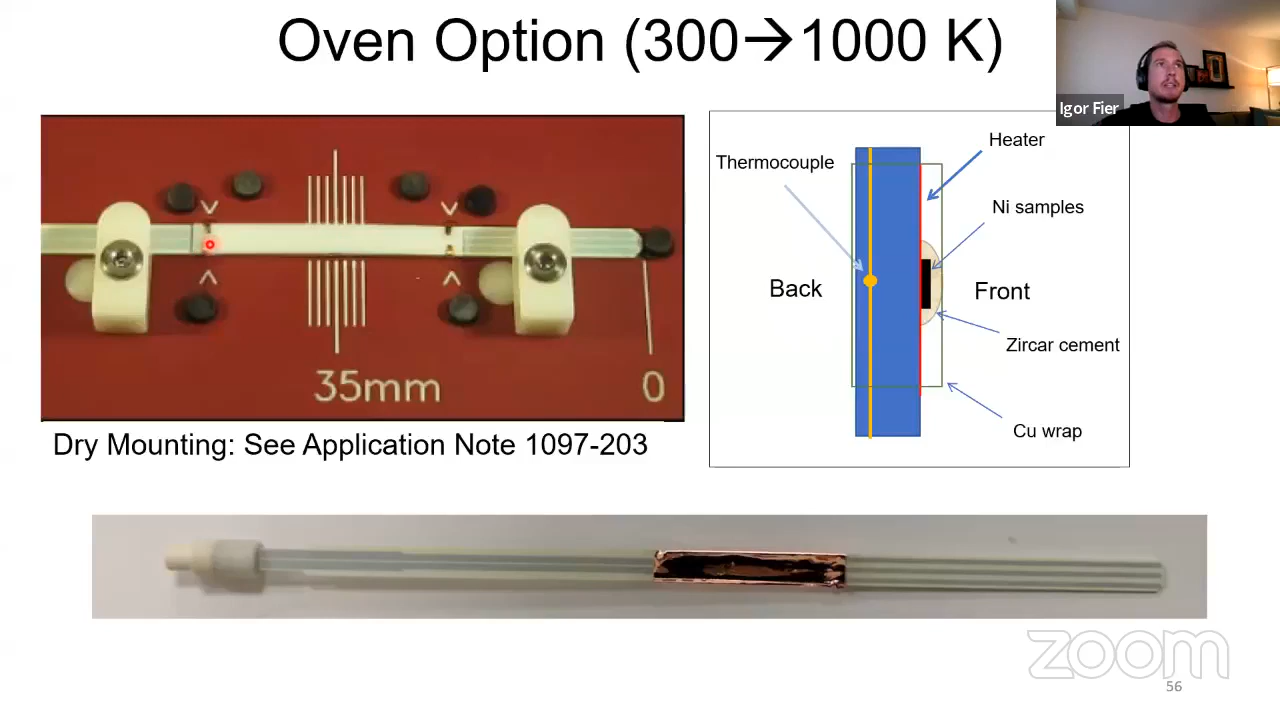 Oven Option (300→1000 K)
Igor Fier
35mm
0
Dry Mounting: See Application Note 1097-203
Thermocouple
Heater
Ni samples
Back
Front
Zircar cement
Cu wrap
zoom
56